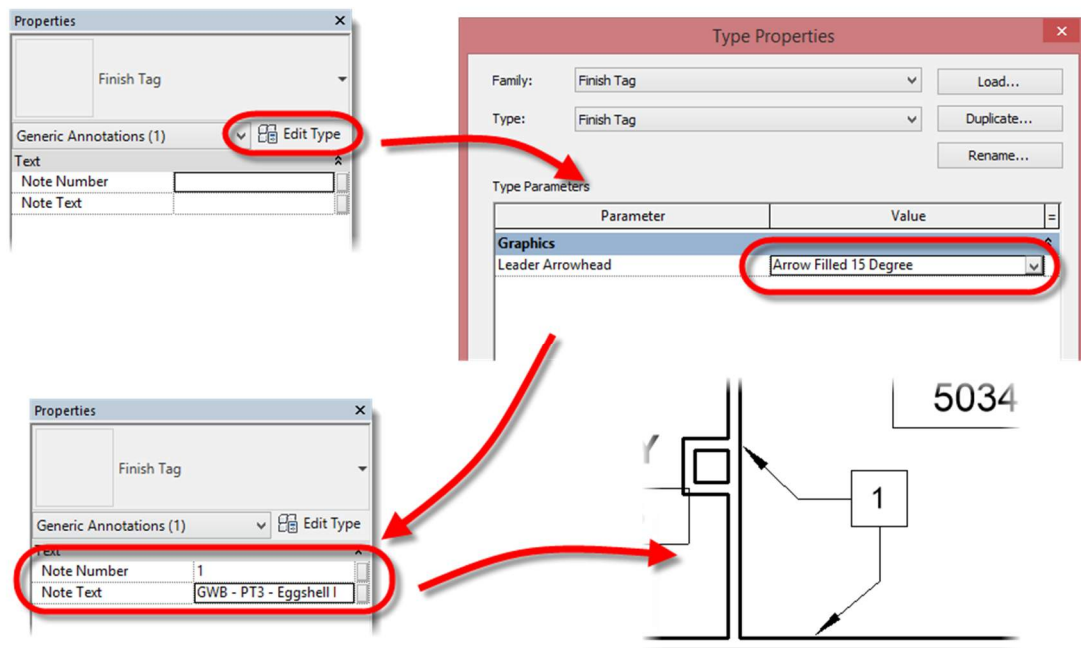 Properties
Finish Tag
Generic Annotations (1)
Edit Type
Text
Note Number
Note Text
Type Properties
Family: Finish Tag Load...
Type: Finish Tag Duplicate...
Rename...
Type Parameters
Parameter Value =
Graphics
Leader Arrowhead Arrow Filled 15 Degree
Properties
Finish Tag
Generic Annotations (1)
Edit Type
Text
Note Number 1
Note Text GWB - PT3 - Eggshell I
5034
Y
1